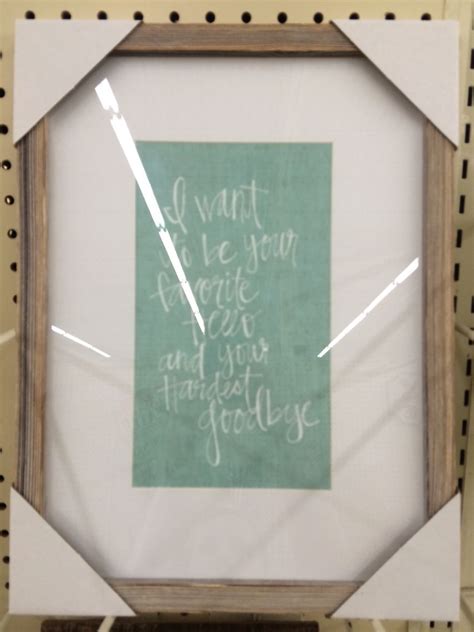 I want
to be your
favorite
hello
and your
Hardest
goodbye